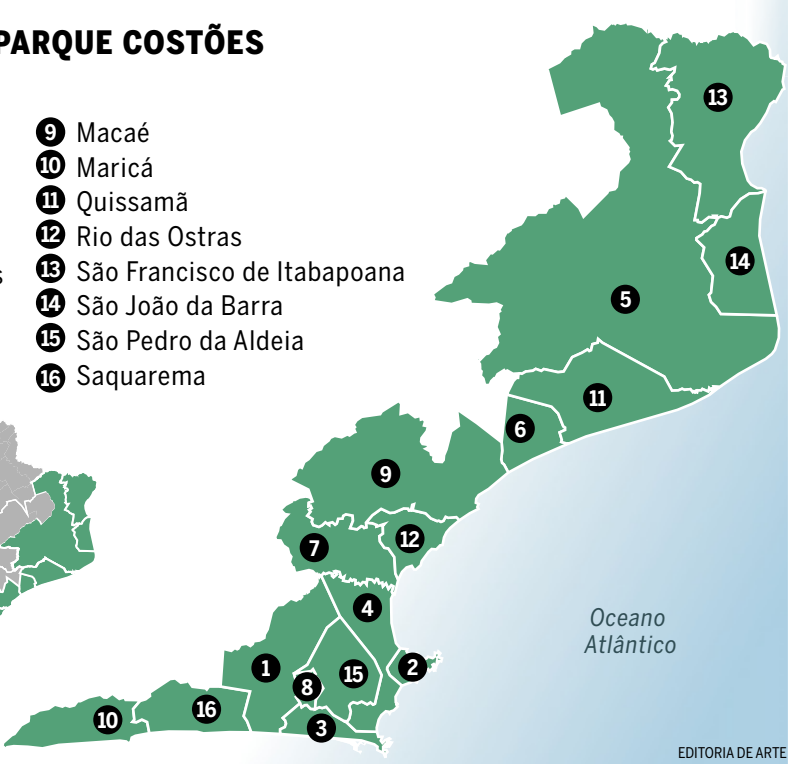 PARQUE COSTÕES
9 Macaé
10 Maricá
11 Quissamã
12 Rio das Ostras
13 São Francisco de Itabapoana
14 São João da Barra
15 São Pedro da Aldeia
16 Saquarema
13
14
5
11
6
9
12
7
4
2
1
15
8
16
10
3
Oceano
Atlântico
EDITORIA DE ARTE